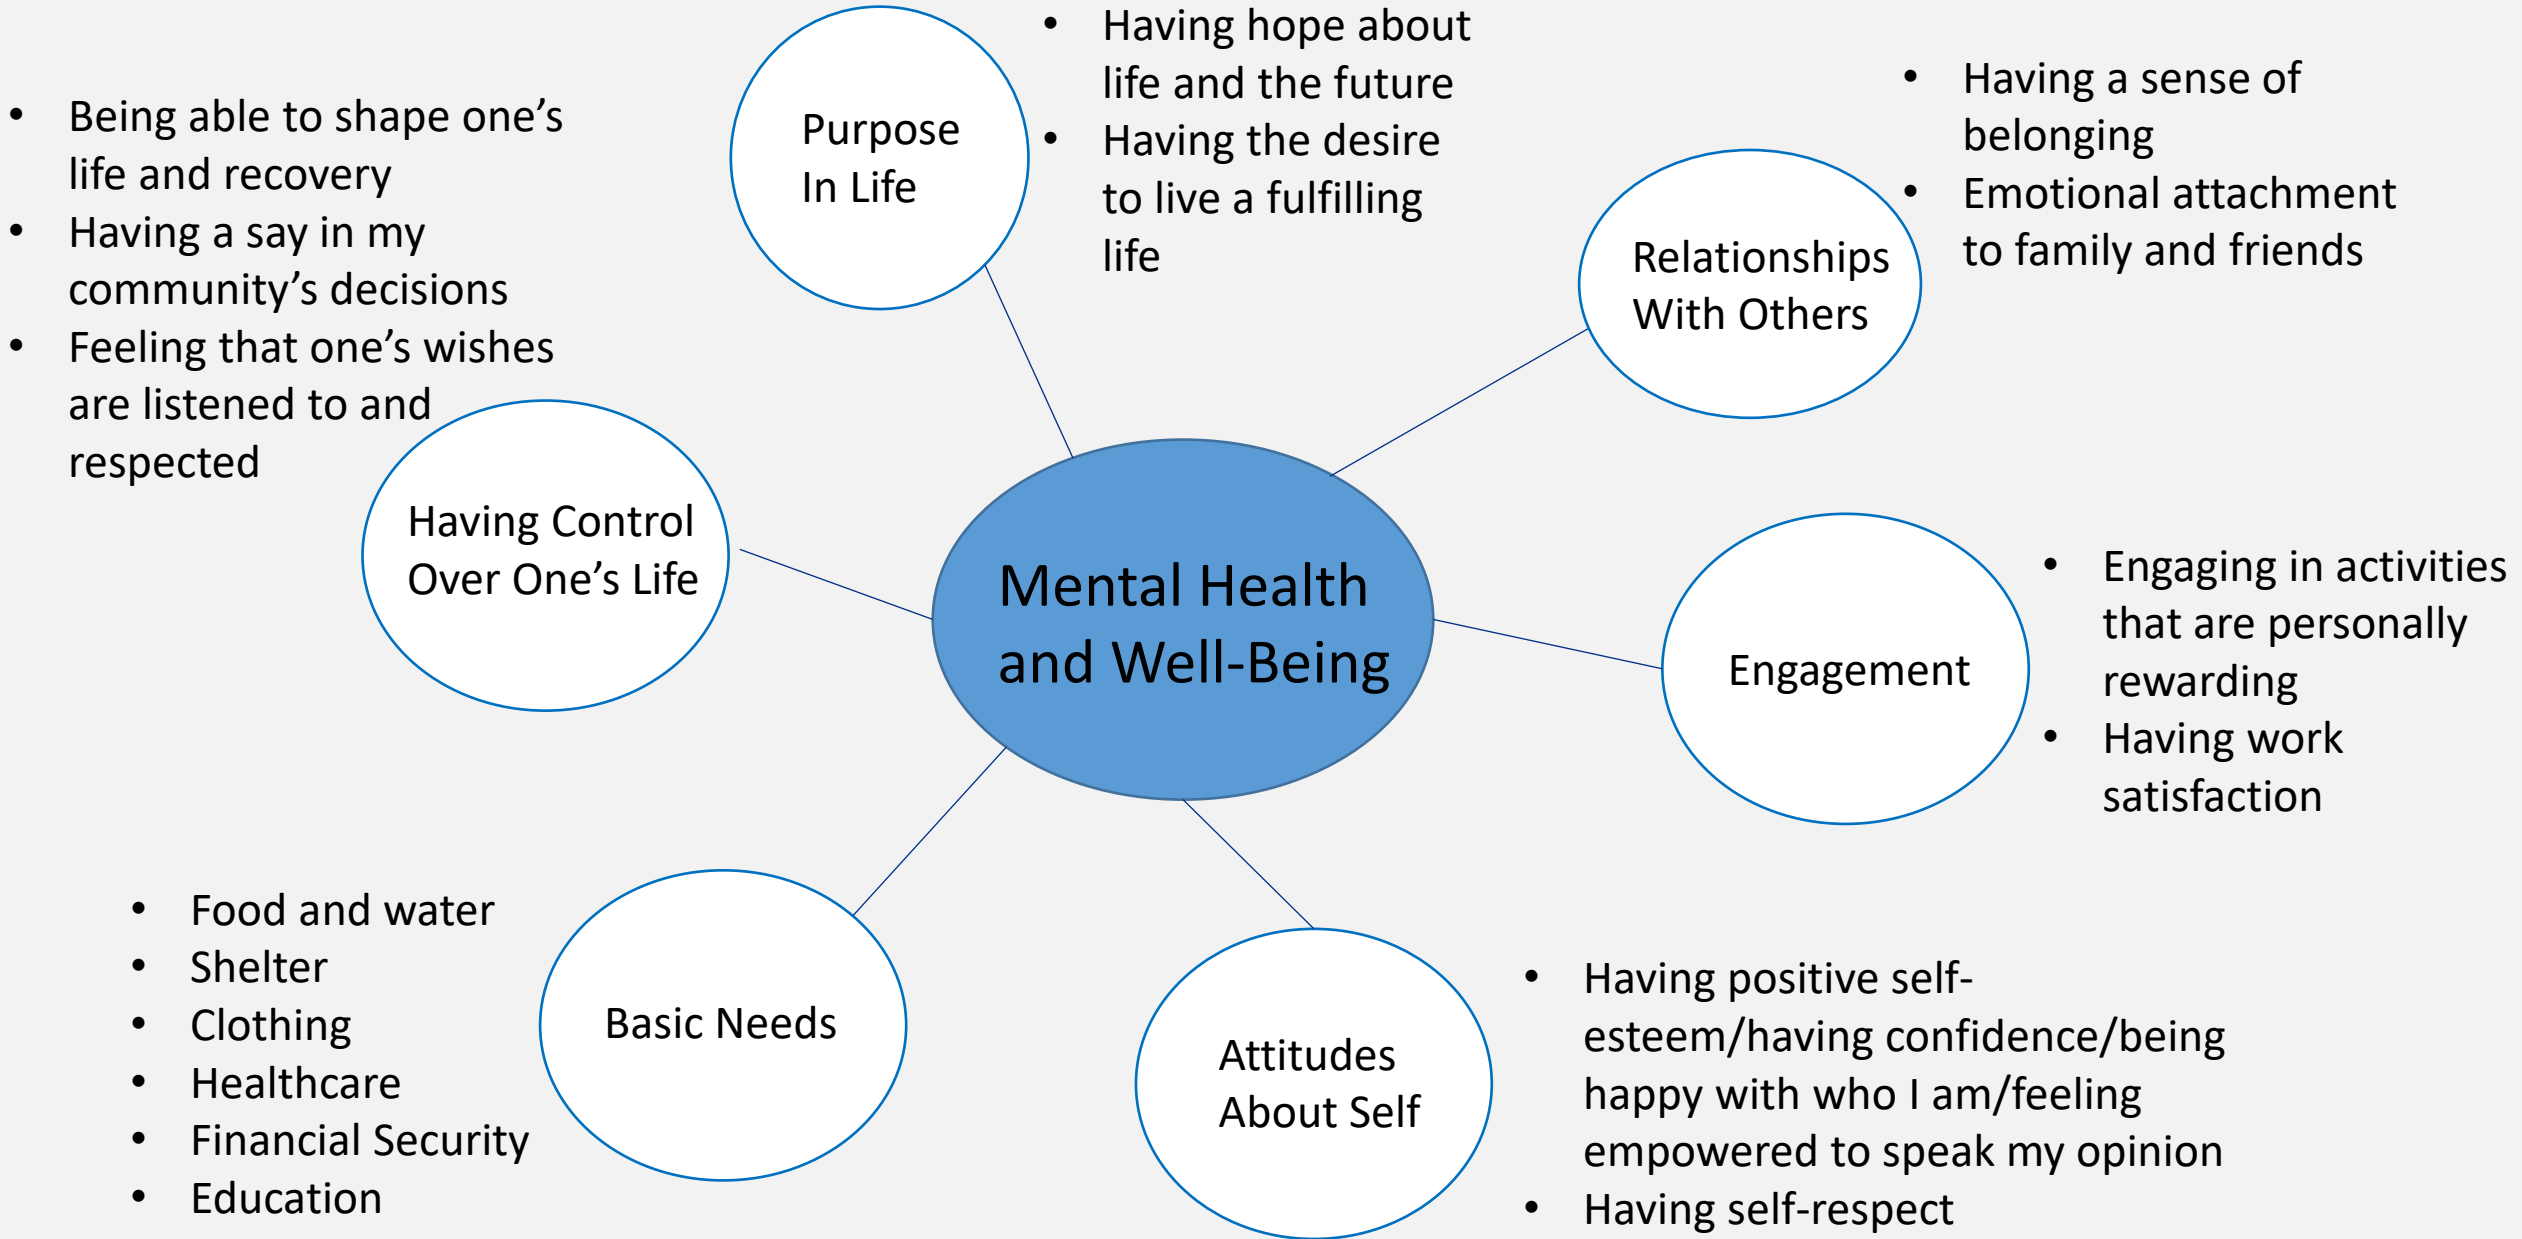 • Being able to shape one’s
life and recovery
• Having a say in my
community’s decisions
• Feeling that one’s wishes
are listened to and
respected
Having Control
Over One’s Life
Purpose
In Life
• Having hope about
life and the future
• Having the desire
to live a fulfilling
life
Relationships
With Others
• Having a sense of
belonging
• Emotional attachment
to family and friends
Mental Health
and Well-Being
Engagement
• Engaging in activities
that are personally
rewarding
• Having work
satisfaction
• Food and water
• Shelter
• Clothing
• Healthcare
• Financial Security
• Education
Basic Needs
Attitudes
About Self
• Having positive self-
esteem/having confidence/being
happy with who I am/feeling
empowered to speak my opinion
• Having self-respect